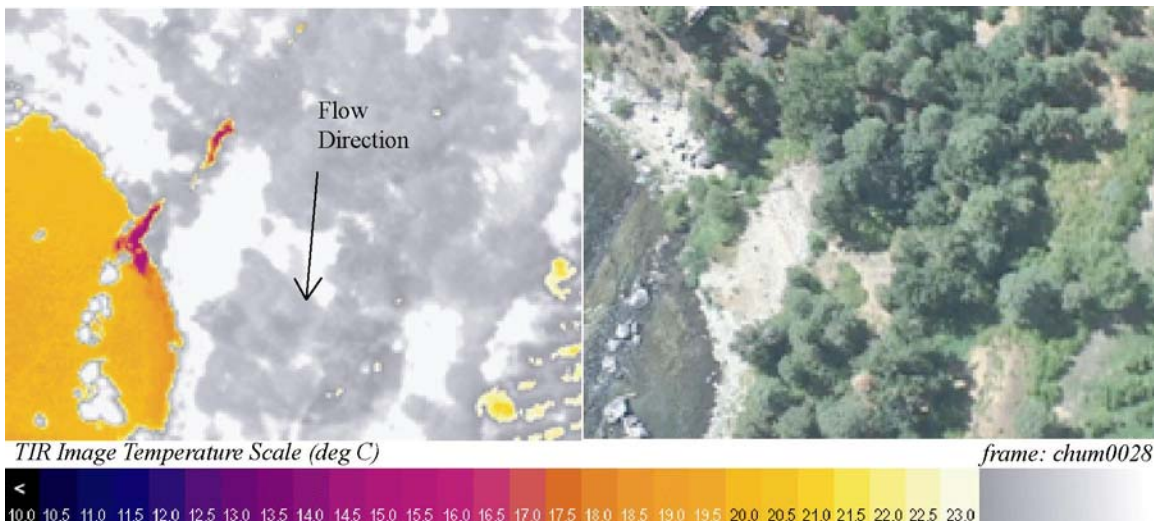 Flow
Direction
TIR Image Temperature Scale (deg C)
frame: chum0028
<
10.0 10.5 11.0 11.5 12.0 12.5 13.0 13.5 14.0 14.5 15.0 15.5 16.0 16.5 17.0 17.5 18.0 18.5 19.0 19.5 20.0 20.5 21.0 21.5 22.0 22.5 23.0